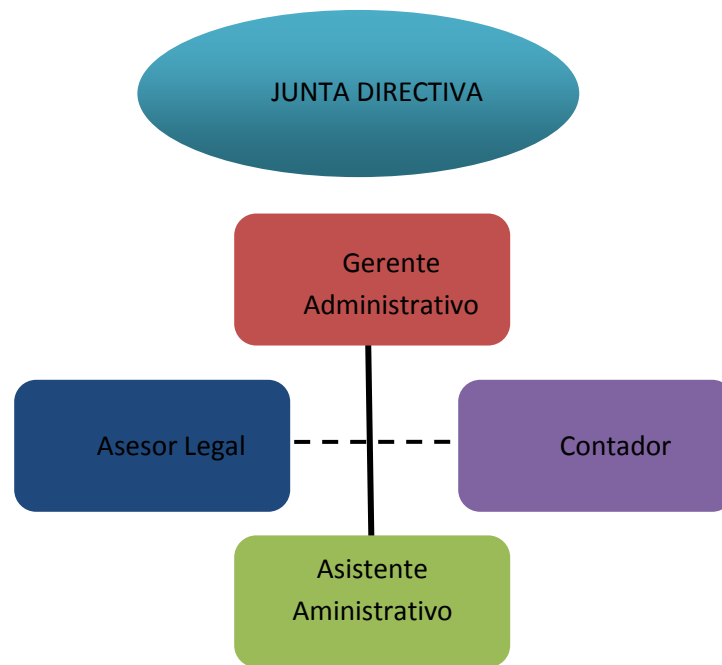 JUNTA DIRECTIVA
Gerente
Administrativo
Asesor Legal
Contador
Asistente
Aministrativo